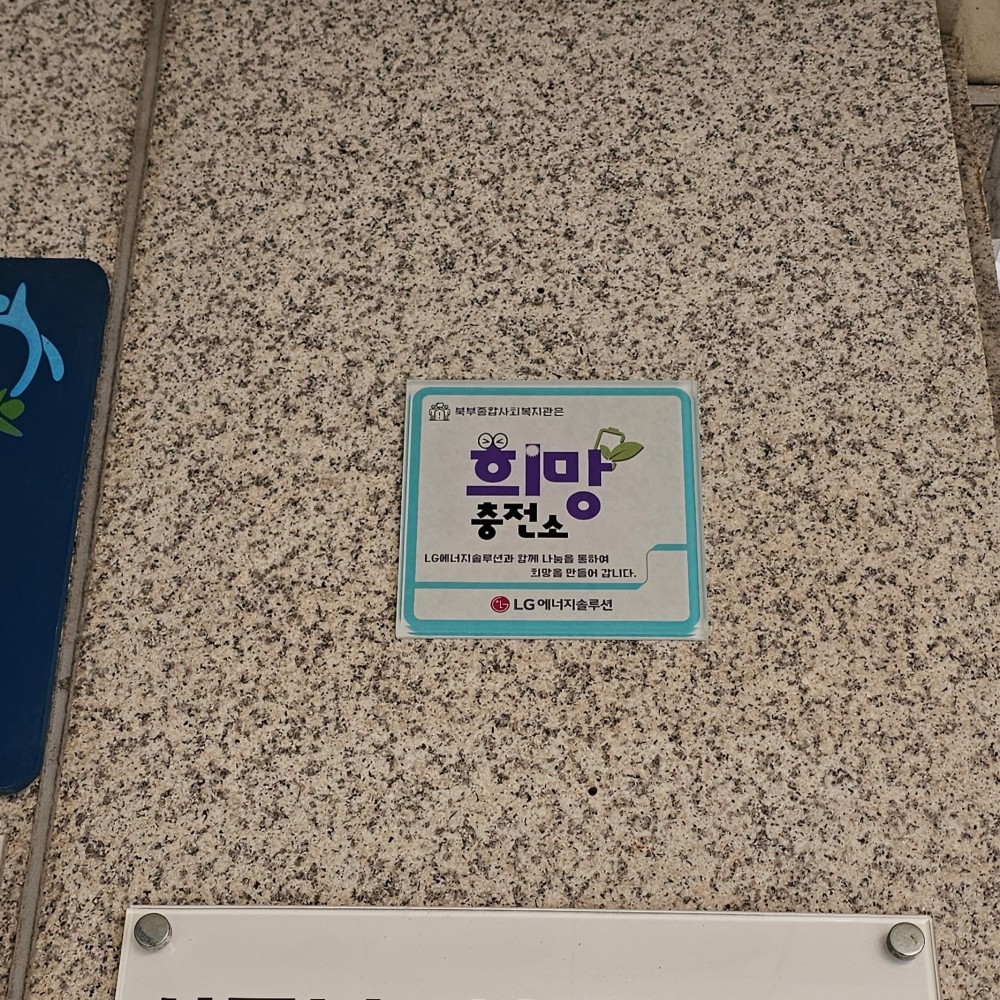 북부종합사회복지관은
희망
충전소
LG에너지솔루션과 함께 나눔을 통하여
희망을 만들어 갑니다.
LG에너지솔루션